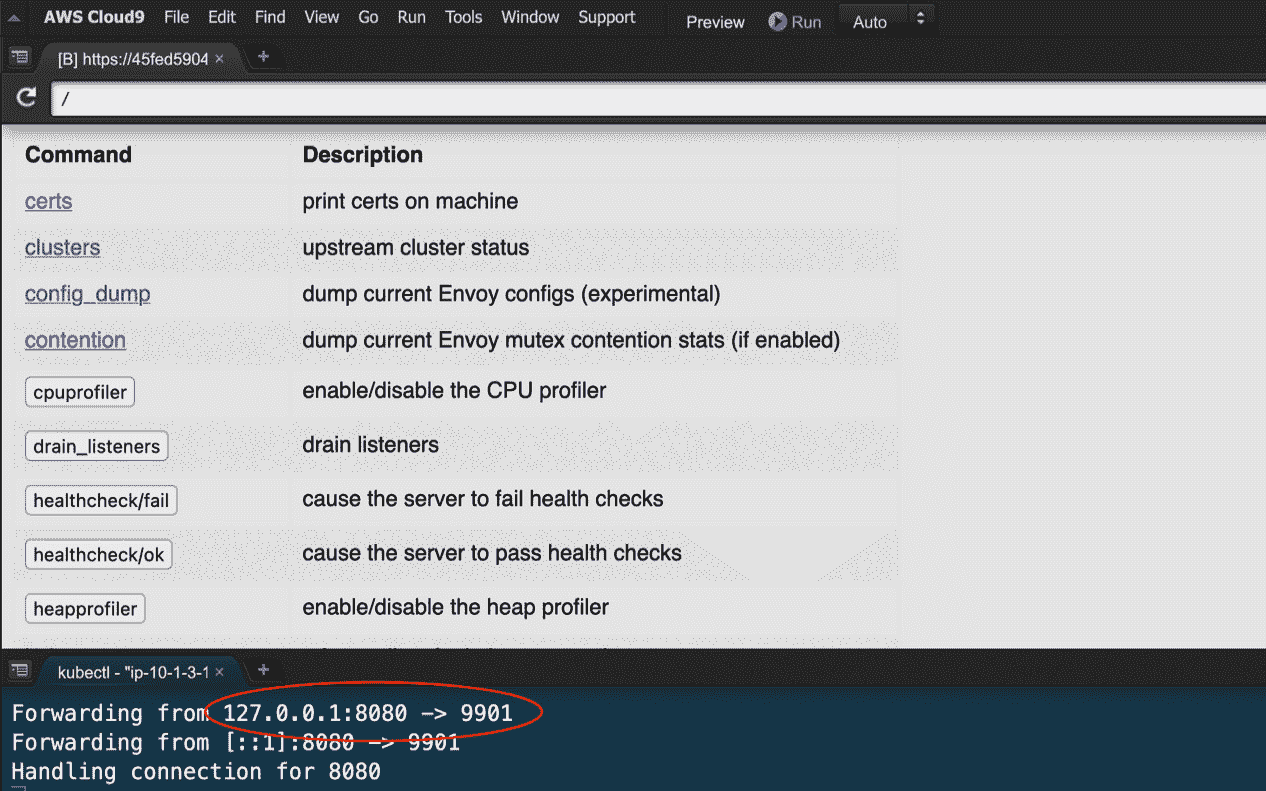 AWS Cloud9 File Edit Find View Go Run Tools Window Support Preview Run Auto
[B] https://45fed5904 × +
/
Command Description
certs print certs on machine
clusters upstream cluster status
config_dump dump current Envoy configs (experimental)
contention dump current Envoy mutex contention stats (if enabled)
cpuprofiler enable/disable the CPU profiler
drain_listeners drain listeners
healthcheck/fail cause the server to fail health checks
healthcheck/ok cause the server to pass health checks
heapprofiler enable/disable the heap profiler
kubectl - "ip-10-1-3-1 × +
Forwarding from 127.0.0.1:8080 -> 9901
Forwarding from [::1]:8080 -> 9901
Handling connection for 8080